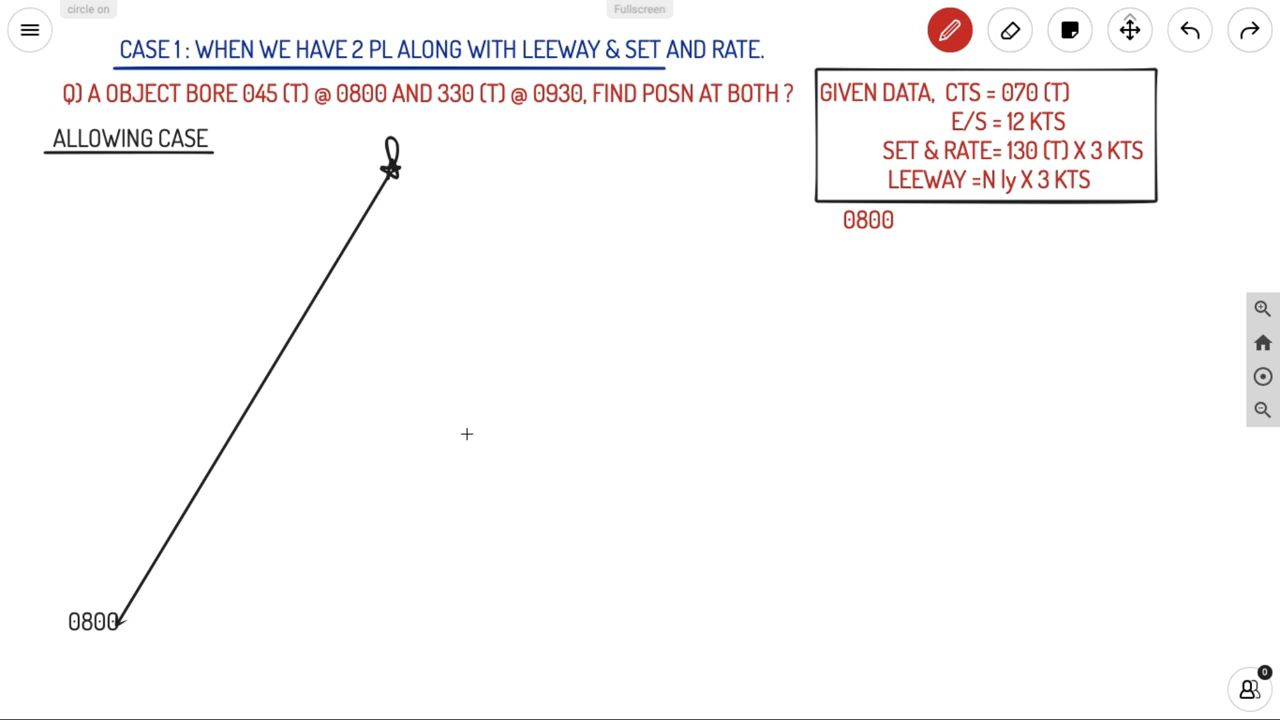 circle on
Fullscreen
CASE 1 : WHEN WE HAVE 2 PL ALONG WITH LEEWAY & SET AND RATE.
Q) A OBJECT BORE 045 (T) @ 0800 AND 330 (T) @ 0930, FIND POSN AT BOTH ?
GIVEN DATA, CTS = 070 (T)
E/S = 12 KTS
SET & RATE= 130 (T) X 3 KTS
LEEWAY =N ly X 3 KTS
ALLOWING CASE
0800
0800
0